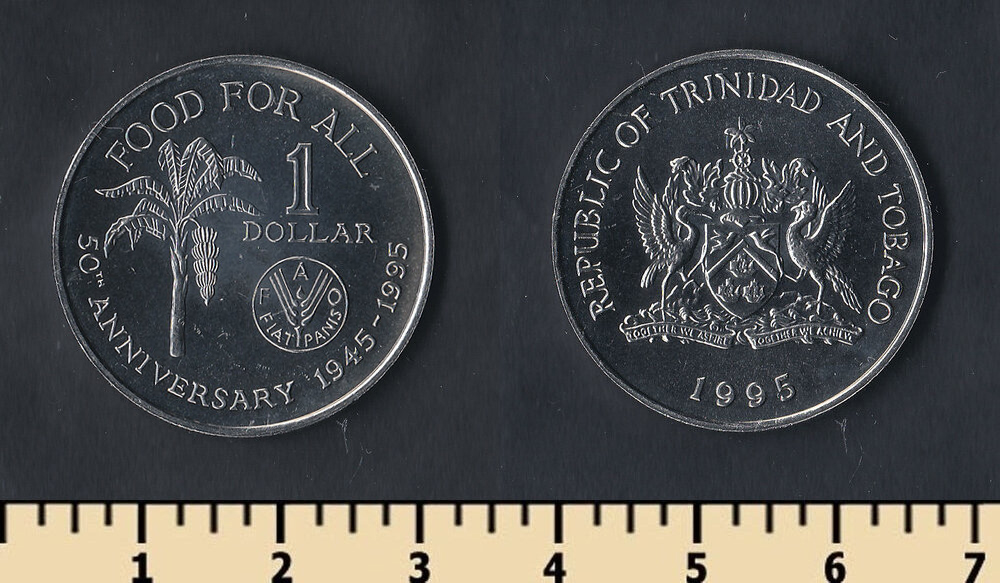 FOOD FOR ALL
1
DOLLAR
F A O
FIAT PANIS
50TH ANNIVERSARY 1945-1995
REPUBLIC OF TRINIDAD AND TOBAGO
TOGETHER WE ASPIRE TOGETHER WE ACHIEVE
1995
1 2 3 4 5 6 7